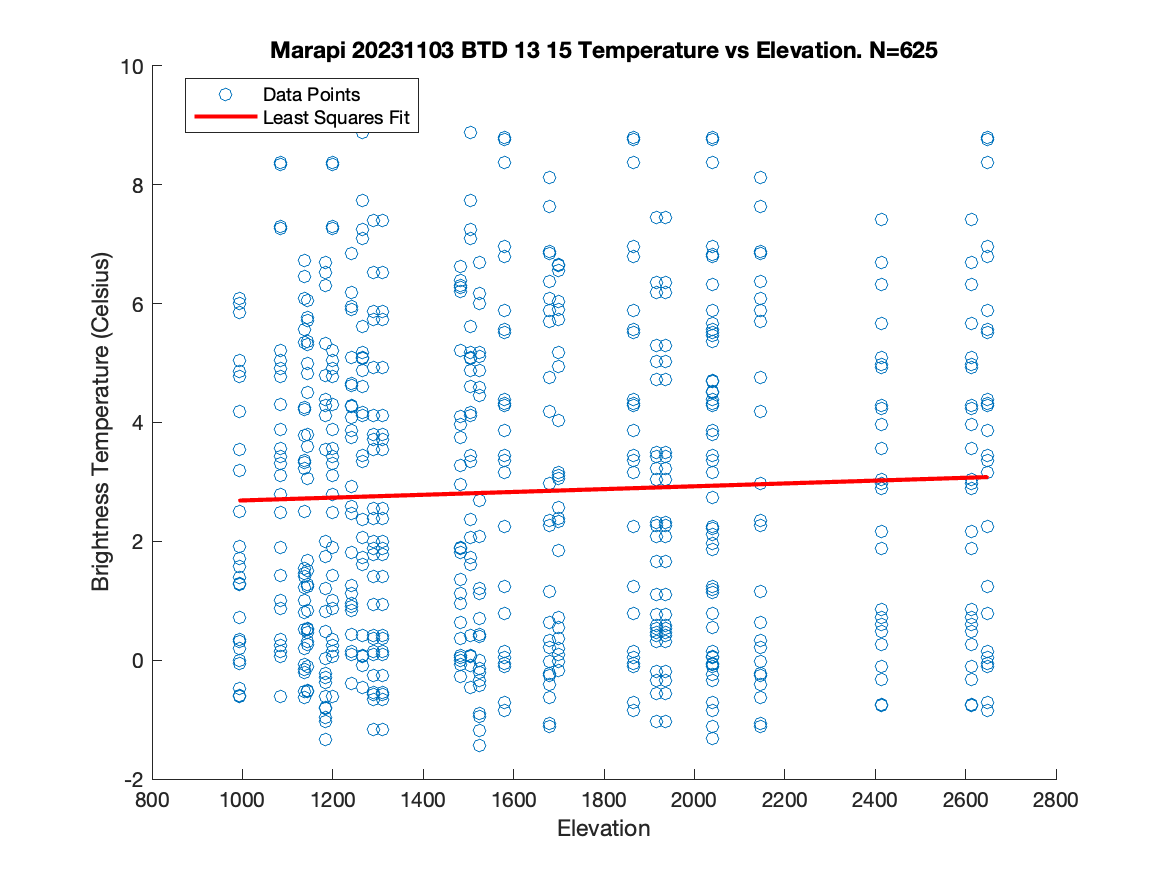 Marapi 20231103 BTD 13 15 Temperature vs Elevation. N=625
Data Points
Least Squares Fit
10
8
6
4
2
0
-2
Brightness Temperature (Celsius)
800 1000 1200 1400 1600 1800 2000 2200 2400 2600 2800
Elevation